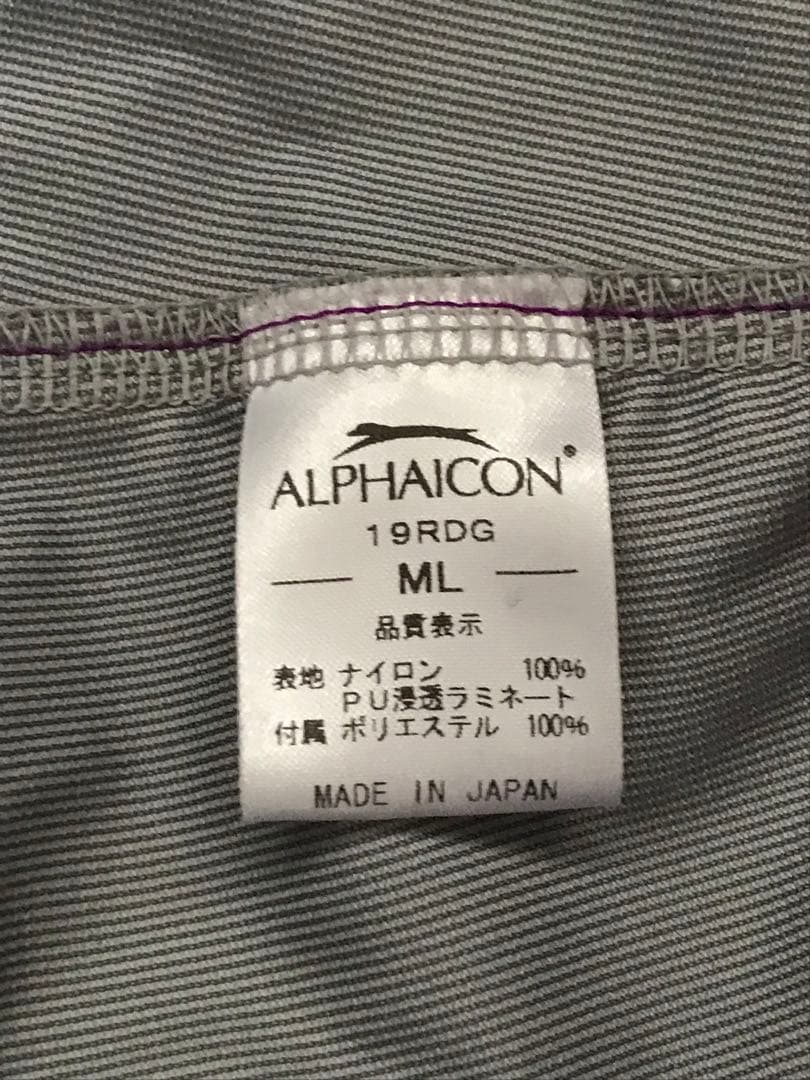 ALPHAICON®
19RDG
ML
品質表示
表地 ナイロン 100%
PU浸透ラミネート
付属 ポリエステル 100%
MADE IN JAPAN